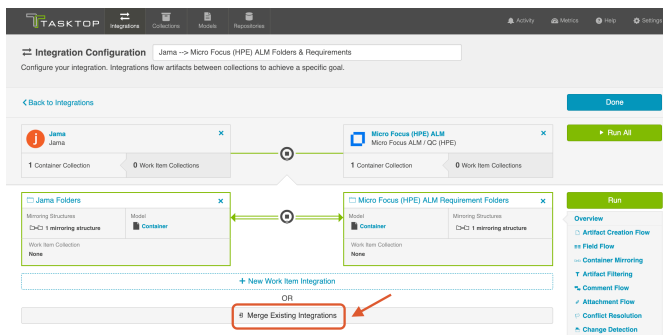 TASKTOP
Integrations
Collections
Models
Repositories
Activity
Metrics
Help
Settings
Integration Configuration
Jama --> Micro Focus (HPE) ALM Folders & Requirements
Configure your integration. Integrations flow artifacts between collections to achieve a specific goal.
Back to Integrations
Done
Jama
Jama
1 Container Collection
0 Work Item Collections
Micro Focus (HPE) ALM
Micro Focus ALM / QC (HPE)
1 Container Collection
0 Work Item Collections
Run All
Jama Folders
Mirroring Structures
1 mirroring structure
Model
Container
Work Item Collection
None
Micro Focus (HPE) ALM Requirement Folders
Model
Container
Mirroring Structures
1 mirroring structure
Work Item Collection
None
Run
Overview
Artifact Creation Flow
Field Flow
Container Mirroring
Artifact Filtering
Comment Flow
Attachment Flow
Conflict Resolution
Change Detection
+ New Work Item Integration
OR
Merge Existing Integrations